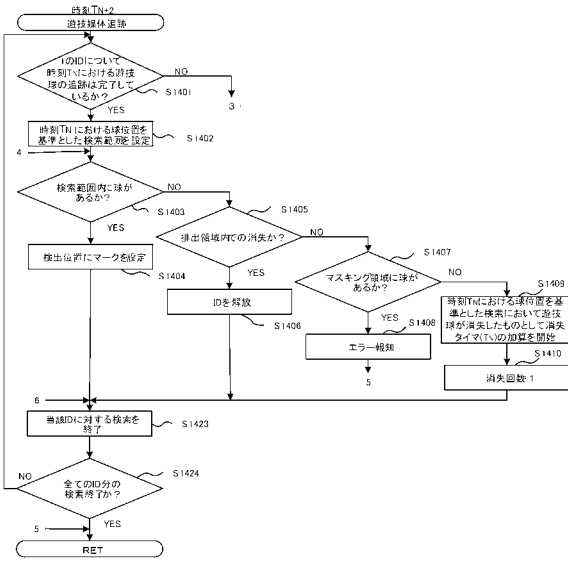 時刻TN+2
遊技媒体追跡
1のIDについて
時刻TNにおける遊技
球の追跡は完了して
いるか?
NO
S1401
3
YES
時刻TNにおける球位置を
基準とした検索範囲を設定
S1402
4
検索範囲内に球が
あるか?
NO
S1403
YES
検出位置にマークを設定
S1404
S1405
排出領域内での消失か?
NO
YES
IDを解放
S1406
S1407
マスキング領域に球が
あるか?
NO
YES
S1408
エラー報知
5
S1409
時刻TNにおける球位置を基
準とした検索において遊技
球が消失したものとして消失
タイマ(TN)の加算を開始
S1410
消失回数-1
6
当該IDに対する検索を
終了
S1423
全てのID分の
検索終了か?
S1424
NO
YES
5
RET